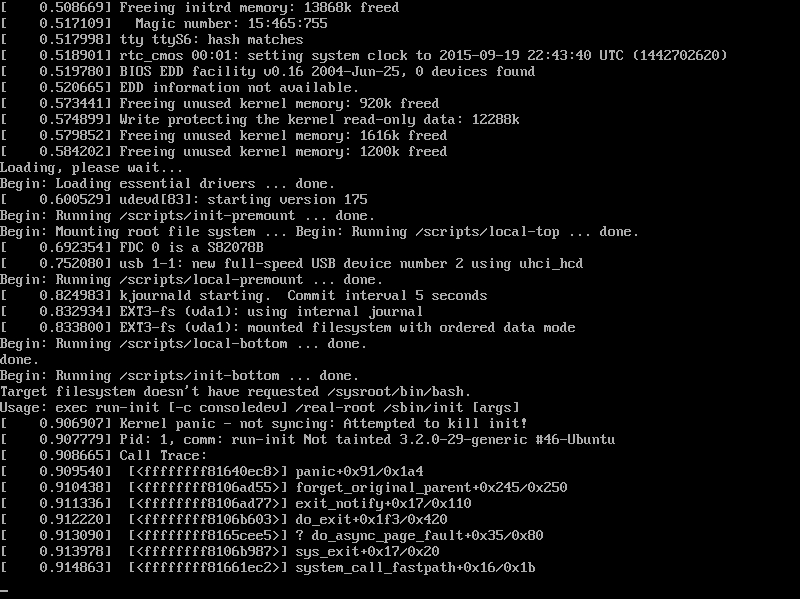 [    0.508669] Freeing initrd memory: 13868k freed
[    0.517109]   Magic number: 15:465:755
[    0.517998] tty ttyS6: hash matches
[    0.518901] rtc_cmos 00:01: setting system clock to 2015-09-19 22:43:40 UTC (1442702620)
[    0.519780] BIOS EDD facility v0.16 2004-Jun-25, 0 devices found
[    0.520665] EDD information not available.
[    0.573441] Freeing unused kernel memory: 920k freed
[    0.574899] Write protecting the kernel read-only data: 12288k
[    0.579852] Freeing unused kernel memory: 1616k freed
[    0.584202] Freeing unused kernel memory: 1200k freed
Loading, please wait...
Begin: Loading essential drivers ... done.
[    0.600529] udevd[83]: starting version 175
Begin: Running /scripts/init-premount ... done.
Begin: Mounting root file system ... Begin: Running /scripts/local-top ... done.
[    0.692354] FDC 0 is a S82078B
[    0.752080] usb 1-1: new full-speed USB device number 2 using uhci_hcd
Begin: Running /scripts/local-premount ... done.
[    0.824983] kjournald starting.  Commit interval 5 seconds
[    0.832934] EXT3-fs (vda1): using internal journal
[    0.833800] EXT3-fs (vda1): mounted filesystem with ordered data mode
Begin: Running /scripts/local-bottom ... done.
done.
Begin: Running /scripts/init-bottom ... done.
Target filesystem doesn't have requested /sysroot/bin/bash.
Usage: exec run-init [-c consoledev] /real-root /sbin/init [args]
[    0.906907] Kernel panic - not syncing: Attempted to kill init!
[    0.907779] Pid: 1, comm: run-init Not tainted 3.2.0-29-generic #46-Ubuntu
[    0.908665] Call Trace:
[    0.909540]  [<ffffffff81640ec8>] panic+0x91/0x1a4
[    0.910438]  [<ffffffff8106ad55>] forget_original_parent+0x245/0x250
[    0.911336]  [<ffffffff8106ad77>] exit_notify+0x17/0x110
[    0.912220]  [<ffffffff8106b603>] do_exit+0x1f3/0x420
[    0.913090]  [<ffffffff8165cee5>] ? do_async_page_fault+0x35/0x80
[    0.913978]  [<ffffffff8106b987>] sys_exit+0x17/0x20
[    0.914863]  [<ffffffff81661ec2>] system_call_fastpath+0x16/0x1b
_